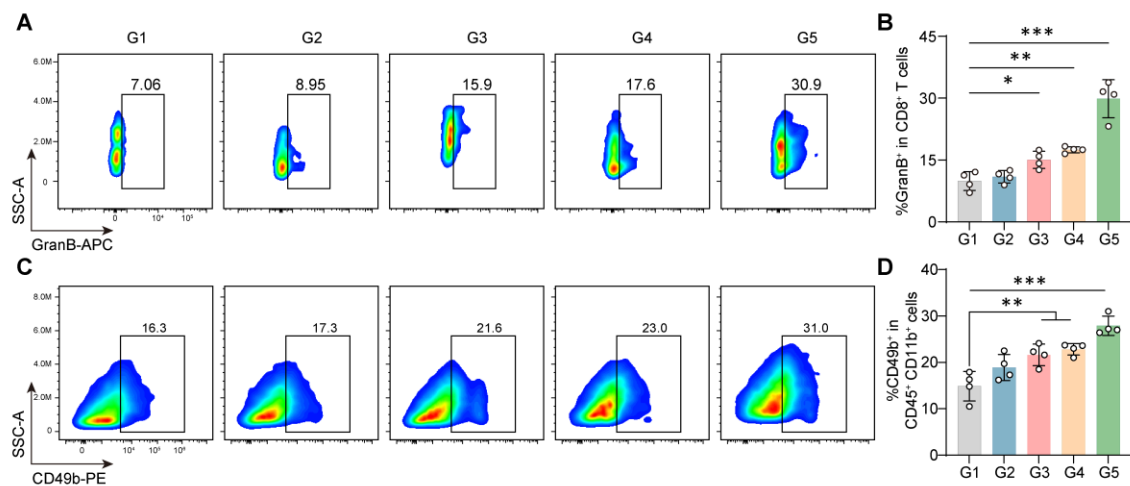 A
G1 G2 G3 G4 G5
6.0M
4.0M
2.0M
0
7.06 8.95 15.9 17.6 30.9
0 10⁴ 10⁵
SSC-A
GranB-APC
B
%GranB⁺ in CD8⁺ T cells
45
30
15
0
***
**
*
G1 G2 G3 G4 G5
C
8.0M
6.0M
4.0M
2.0M
0
16.3 17.3 21.6 23.0 31.0
0 10⁴ 10⁵
SSC-A
CD49b-PE
D
%CD49b⁺ in
CD45⁺ CD11b⁺ cells
40
30
20
10
0
***
**
G1 G2 G3 G4 G5